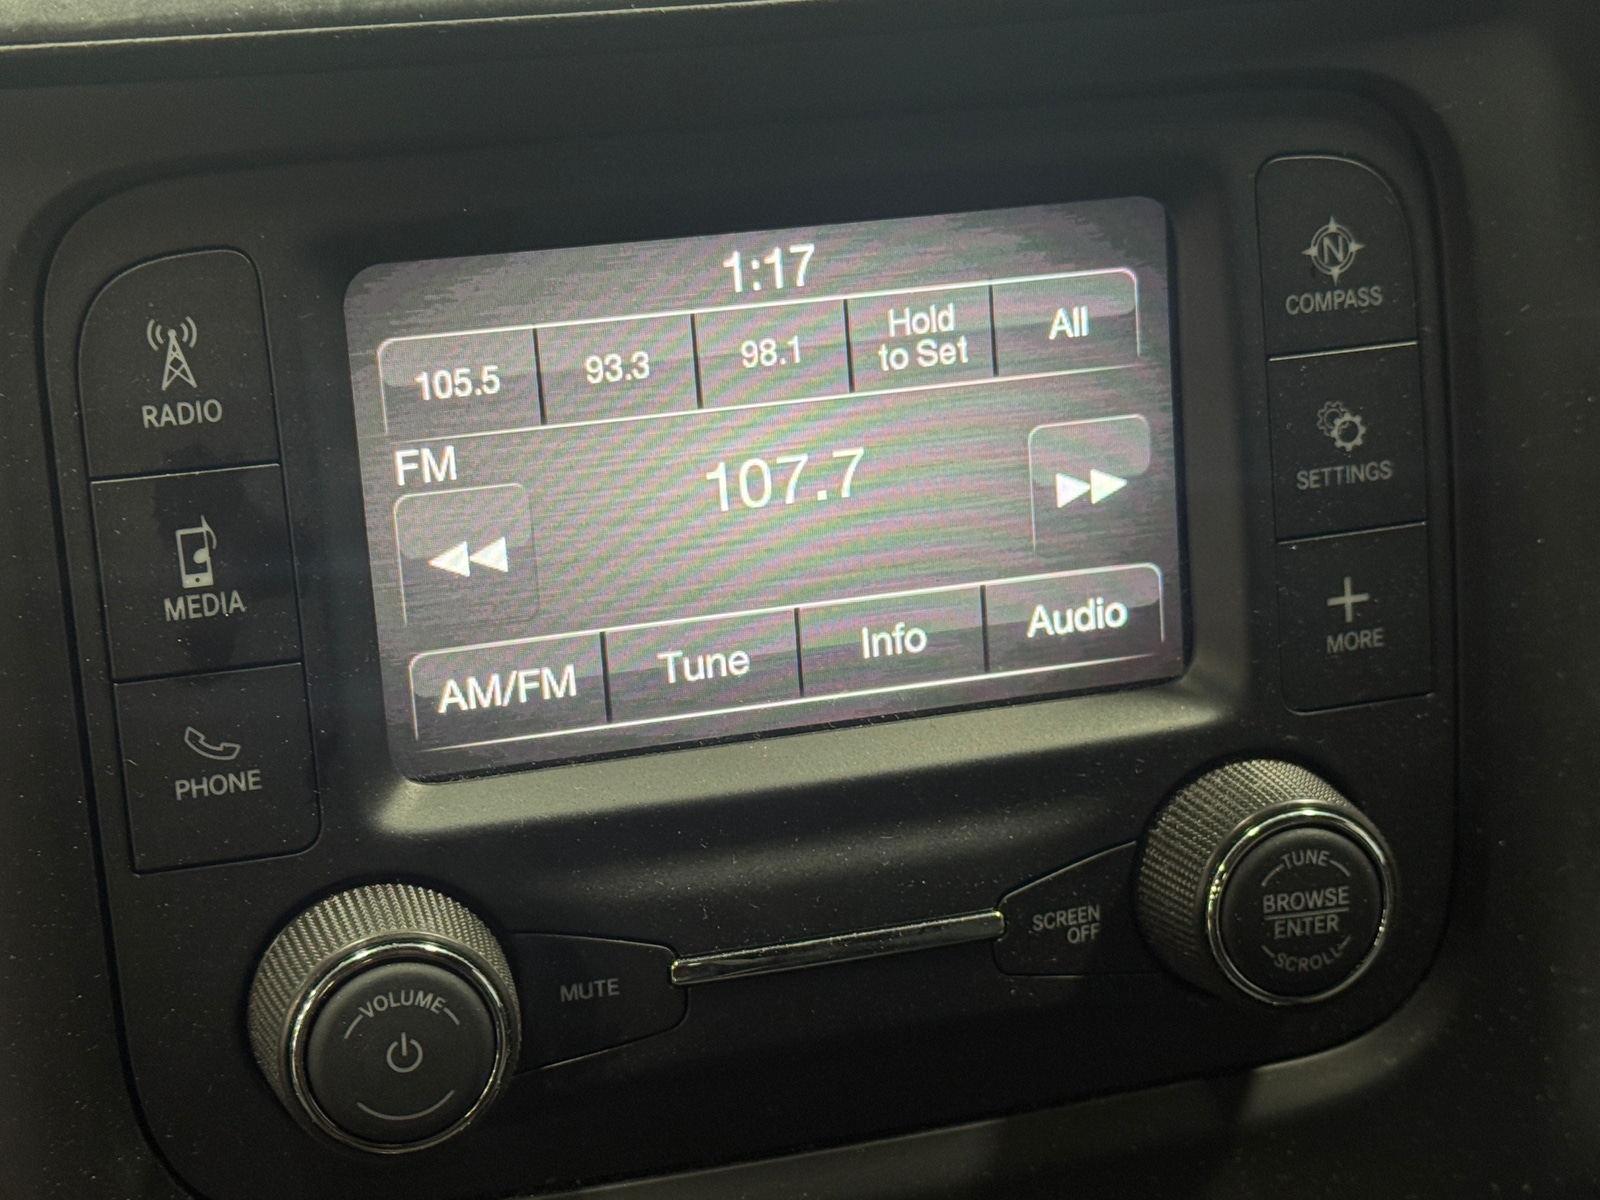 1:17
105.5
93.3
98.1
Hold
to Set
All
FM
107.7
AM/FM
Tune
Info
Audio
RADIO
MEDIA
PHONE
N
COMPASS
SETTINGS
MORE
VOLUME
MUTE
SCREEN
OFF
TUNE
BROWSE
ENTER
SCROLL